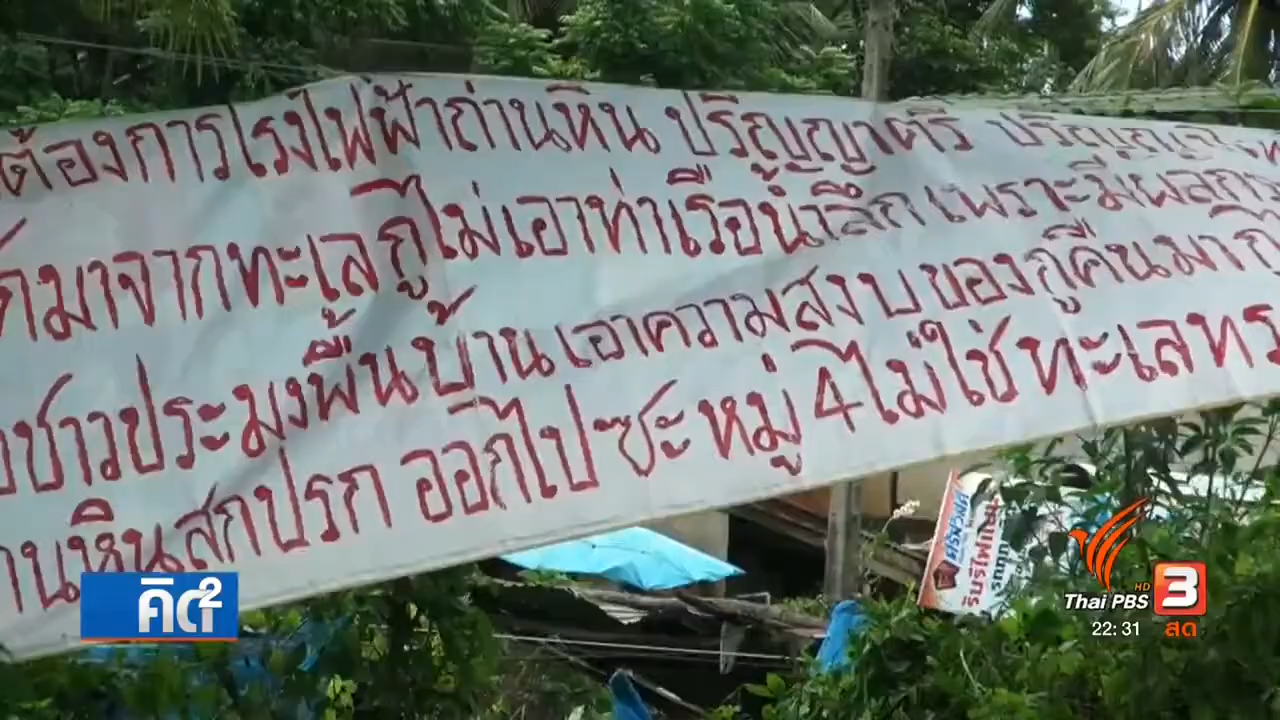 ต้องการโรงไฟฟ้าถ่านหิน ปริญญาตรี ปริญญา
มาจากทะเลกูไม่เอาท่าเรือน้ำลึก เพราะมีผลกระ
ชาวประมงพื้นบ้าน เอาความสงบของกูคืนมา
านหินสกปรก ออกไปซะ หมู่ 4 ไม่ใช่ทะเลทร
คิด2
Thai PBS HD 3
22:31 สด